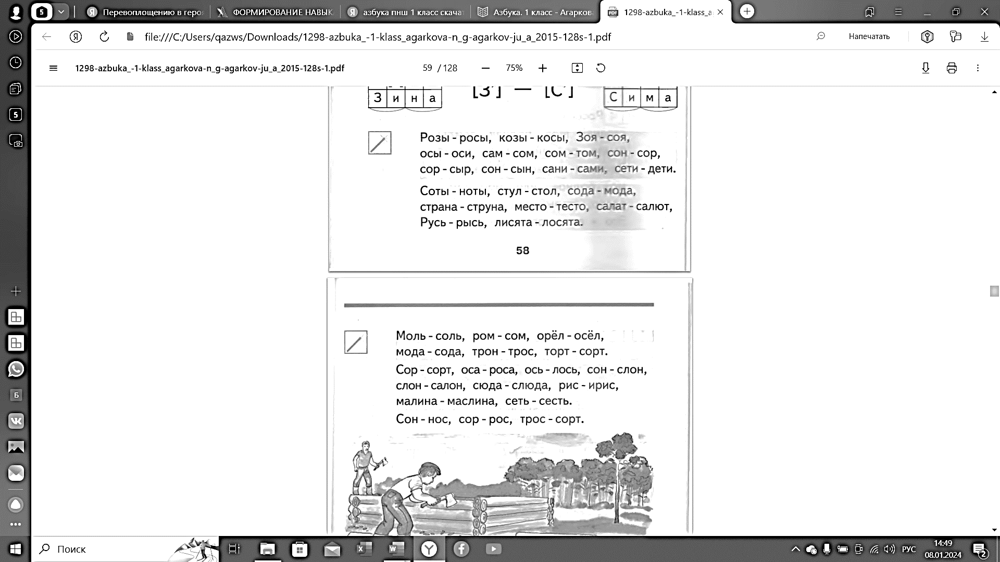 5
Перевоплощению в геро
ФОРМИРОВАНИЕ НАВЫК
азбука пнш 1 класс скача
Азбука. 1 класс - Агаркова
1298-azbuka_-1-klass_a
file:///C:/Users/qazws/Downloads/1298-azbuka_-1-klass_agarkova-n_g-agarkov-ju_a_2015-128s-1.pdf
Напечатать
1298-azbuka_-1-klass_agarkova-n_g-agarkov-ju_a_2015-128s-1.pdf
59 / 128
75%
5
Б
[З'] — [С']
Зина
Сима
Розы - росы, козы - косы, Зоя - соя,
осы - оси, сам - сом, сом - том, сон - сор,
сор - сыр, сон - сын, сани - сами, сети - дети.
Соты - ноты, стул - стол, сода - мода,
страна - струна, место - тесто, салат - салют,
Русь - рысь, лисята - лосята.
58
Моль - соль, ром - сом, орёл - осёл,
мода - сода, трон - трос, торт - сорт.
Сор - сорт, оса - роса, ось - лось, сон - слон,
слон - салон, сюда - слюда, рис - ирис,
малина - маслина, сеть - сесть.
Сон - нос, сор - рос, трос - сорт.
Поиск
РУС
14:49
08.01.2024
2